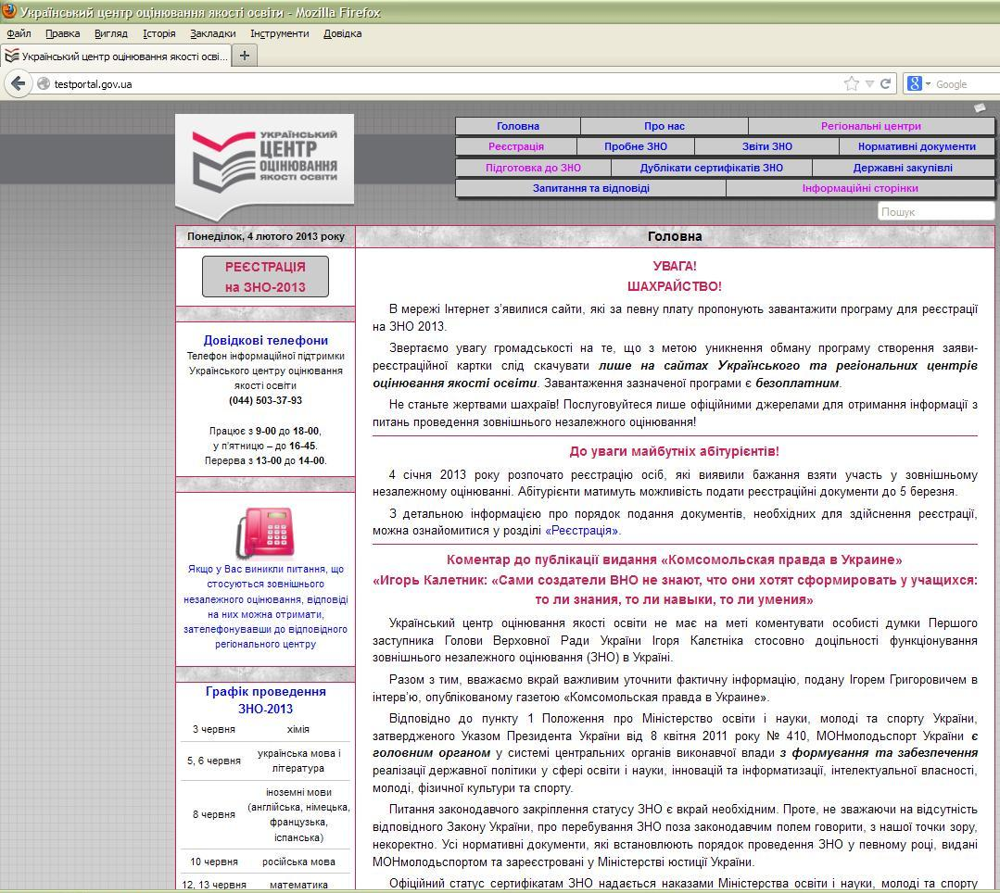 Український центр оцінювання якості освіти - Mozilla Firefox
Файл Правка Вигляд Історія Закладки Інструменти Довідка
Український центр оцінювання якості осві... +
testportal.gov.ua
Google
УКРАЇНСЬКИЙ
ЦЕНТР
ОЦІНЮВАННЯ
ЯКОСТІ ОСВІТИ
Головна Про нас Регіональні центри
Реєстрація Пробне ЗНО Звіти ЗНО Нормативні документи
Підготовка до ЗНО Дублікати сертифікатів ЗНО Державні закупівлі
Запитання та відповіді Інформаційні сторінки
Пошук
Понеділок, 4 лютого 2013 року
РЕЄСТРАЦІЯ
на ЗНО-2013
Довідкові телефони
Телефон інформаційної підтримки
Українського центру оцінювання
якості освіти
(044) 503-37-93
Працює з 9-00 до 18-00,
у п'ятницю – до 16-45.
Перерва з 13-00 до 14-00.
Якщо у Вас виникли питання, що
стосуються зовнішнього
незалежного оцінювання, відповіді
на них можна отримати,
зателефонувавши до відповідного
регіонального центру
Графік проведення
ЗНО-2013
3 червня хімія
5, 6 червня українська мова і
література
8 червня іноземні мови
(англійська, німецька,
французька,
іспанська)
10 червня російська мова
12, 13 червня математика
Головна
УВАГА!
ШАХРАЙСТВО!
В мережі Інтернет з’явилися сайти, які за певну плату пропонують завантажити програму для реєстрації
на ЗНО 2013.
Звертаємо увагу громадськості на те, що з метою уникнення обману програму створення заяви-
реєстраційної картки слід скачувати лише на сайтах Українського та регіональних центрів
оцінювання якості освіти. Завантаження зазначеної програми є безоплатним.
Не станьте жертвами шахраїв! Послуговуйтеся лише офіційними джерелами для отримання інформації з
питань проведення зовнішнього незалежного оцінювання!
До уваги майбутніх абітурієнтів!
4 січня 2013 року розпочато реєстрацію осіб, які виявили бажання взяти участь у зовнішньому
незалежному оцінюванні. Абітурієнти матимуть можливість подати реєстраційні документи до 5 березня.
З детальною інформацією про порядок подання документів, необхідних для здійснення реєстрації,
можна ознайомитися у розділі «Реєстрація».
Коментар до публікації видання «Комсомольская правда в Украине»
«Игорь Калетник: «Сами создатели ВНО не знают, что они хотят сформировать у учащихся:
то ли знания, то ли навыки, то ли умения»
Український центр оцінювання якості освіти не має на меті коментувати особисті думки Першого
заступника Голови Верховної Ради України Ігоря Калєтніка стосовно доцільності функціонування
зовнішнього незалежного оцінювання (ЗНО) в Україні.
Разом з тим, вважаємо вкрай важливим уточнити фактичну інформацію, подану Ігорем Григоровичем в
інтерв’ю, опублікованому газетою «Комсомольская правда в Украине».
Відповідно до пункту 1 Положення про Міністерство освіти і науки, молоді та спорту України,
затвердженого Указом Президента України від 8 квітня 2011 року № 410, МОНмолодьспорт України є
головним органом у системі центральних органів виконавчої влади з формування та забезпечення
реалізації державної політики у сфері освіти і науки, інновацій та інформатизації, інтелектуальної власності,
молоді, фізичної культури та спорту.
Питання законодавчого закріплення статусу ЗНО є вкрай необхідним. Проте, не зважаючи на відсутність
відповідного Закону України, про перебування ЗНО поза законодавчим полем говорити, з нашої точки зору,
некоректно. Усі нормативні документи, які встановлюють порядок проведення ЗНО у певному році, видані
МОНмолодьспортом та зареєстровані у Міністерстві юстиції України.
Офіційний статус сертифікатам ЗНО надається наказами Міністерства освіти і науки, молоді та спорту